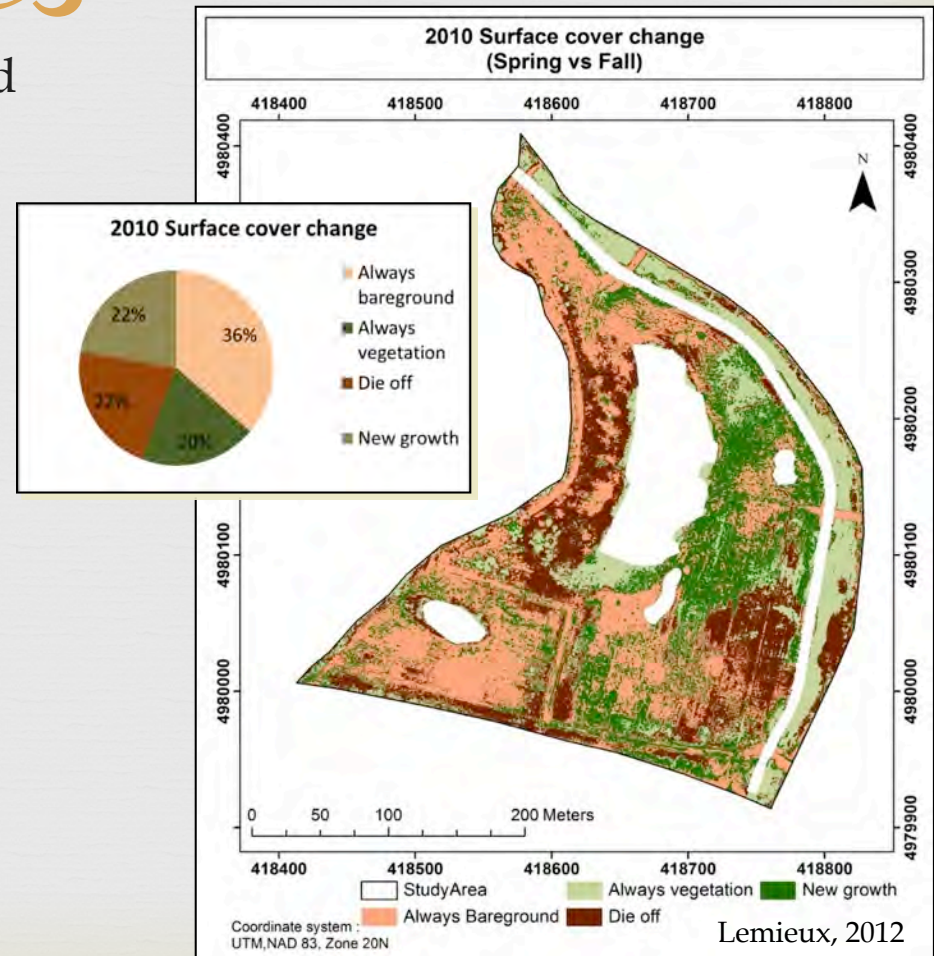 d
2010 Surface cover change
(Spring vs Fall)
418400 418500 418600 418700 418800
4980400 4980400
N
4980300
2010 Surface cover change
22% 36%
22% 20%
Always
bareground
Always
vegetation
Die off
New growth
4980200
4980100 4980100
4980000 4980000
4979900
0 50 100 200 Meters
418400 418500 418600 418700 418800
StudyArea Always vegetation New growth
Always Bareground Die off
Coordinate system :
UTM,NAD 83, Zone 20N
Lemieux, 2012